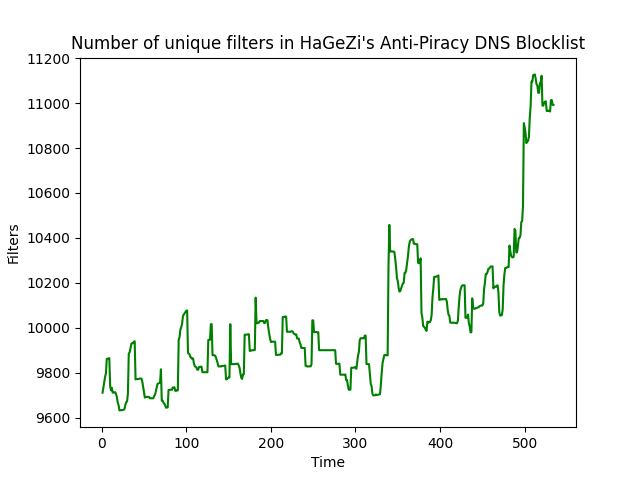 Number of unique filters in HaGeZi's Anti-Piracy DNS Blocklist
11200
11000
10800
10600
10400
10200
10000
9800
9600
Filters
0 100 200 300 400 500
Time